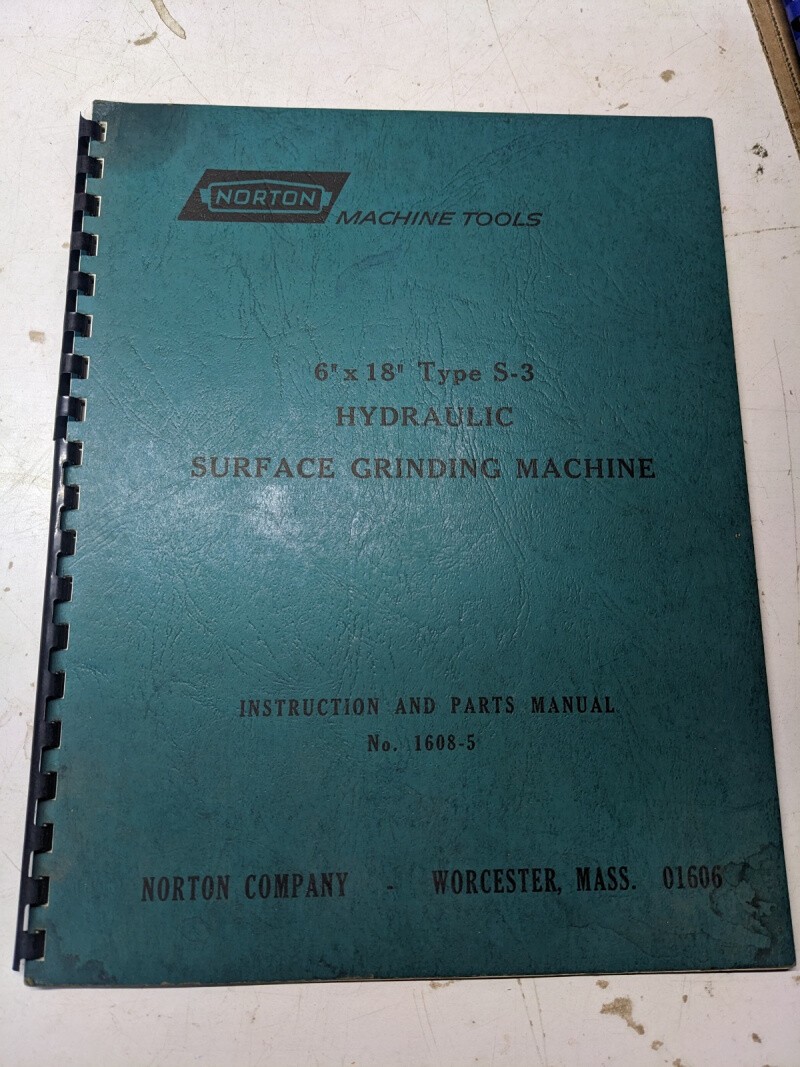 NORTON
MACHINE TOOLS
6" x 18" Type S-3
HYDRAULIC
SURFACE GRINDING MACHINE
INSTRUCTION AND PARTS MANUAL
No. 1608-5
NORTON COMPANY - WORCESTER, MASS. 01606